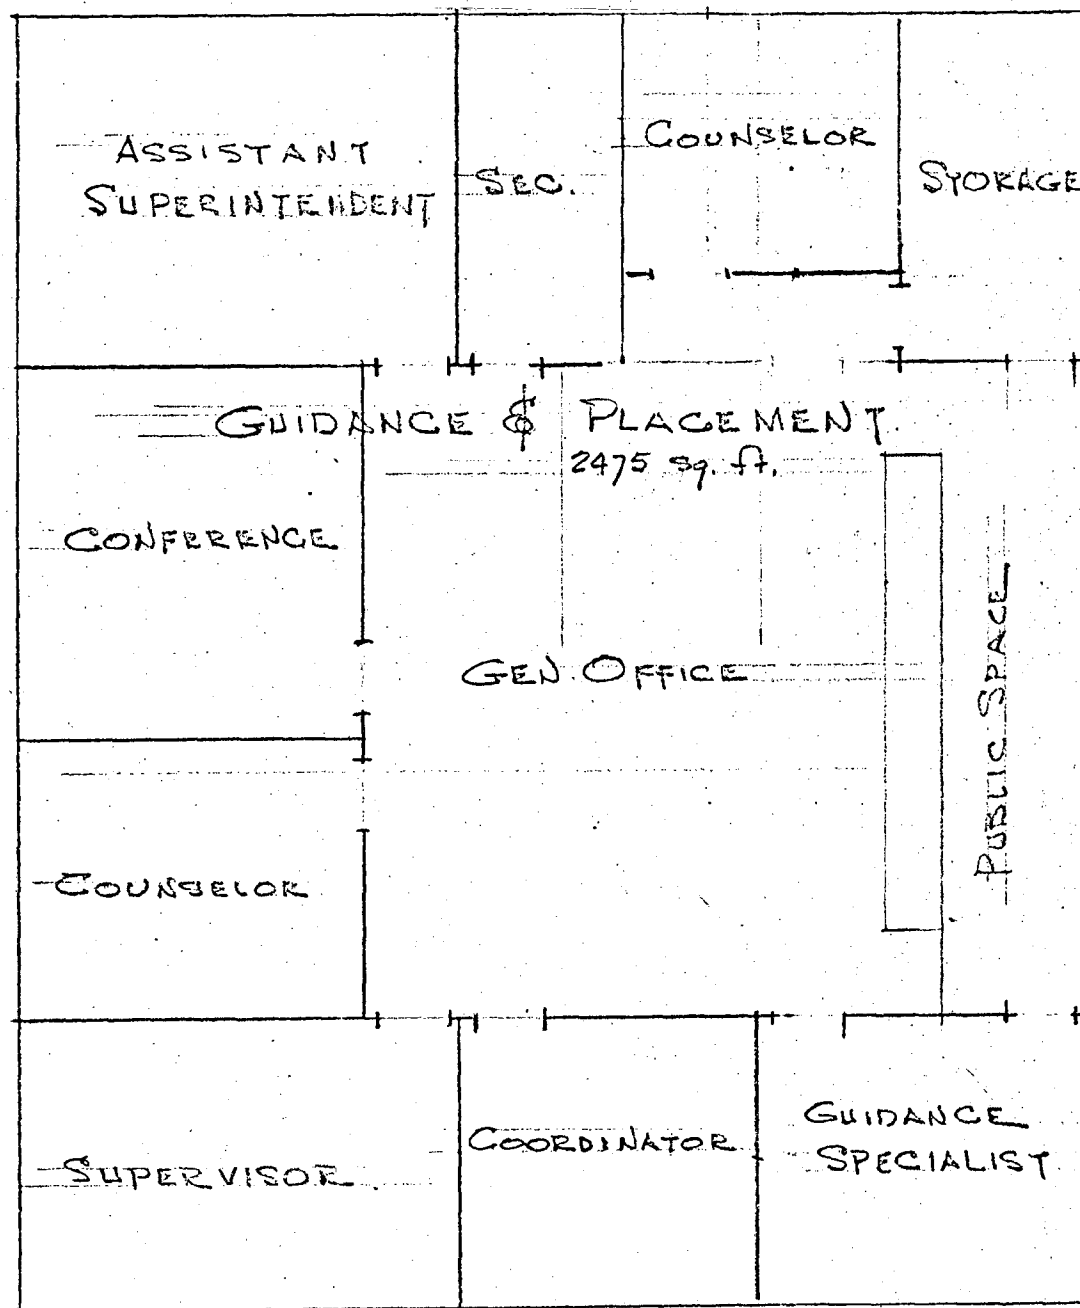 ASSISTANT
SUPERINTENDENT
SEC.
COUNSELOR
STORAGE
GUIDANCE & PLACEMENT
2475 sq. ft.
CONFERENCE
GEN. OFFICE
PUBLIC SPACE
COUNSELOR
SUPERVISOR
COORDINATOR
GUIDANCE
SPECIALIST